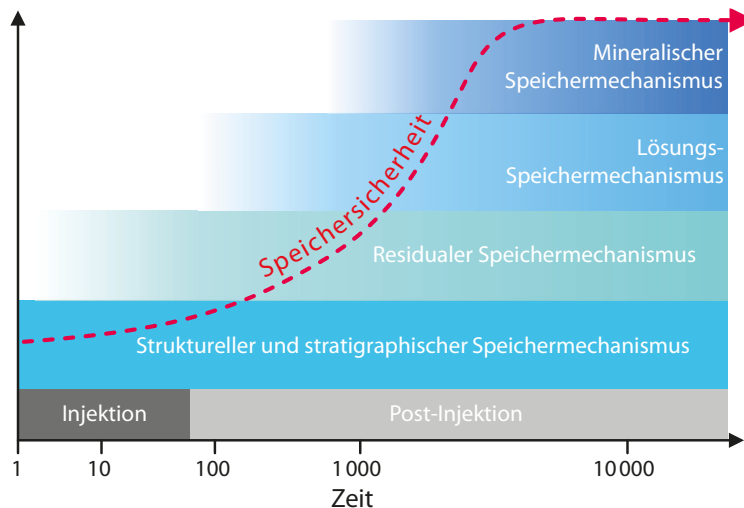 Mineralischer
Speichermechanismus
Lösungs-
Speichermechanismus
Speichersicherheit
Residualer Speichermechanismus
Struktureller und stratigraphischer Speichermechanismus
Injektion
Post-Injektion
1
10
100
1 000
10 000
Zeit